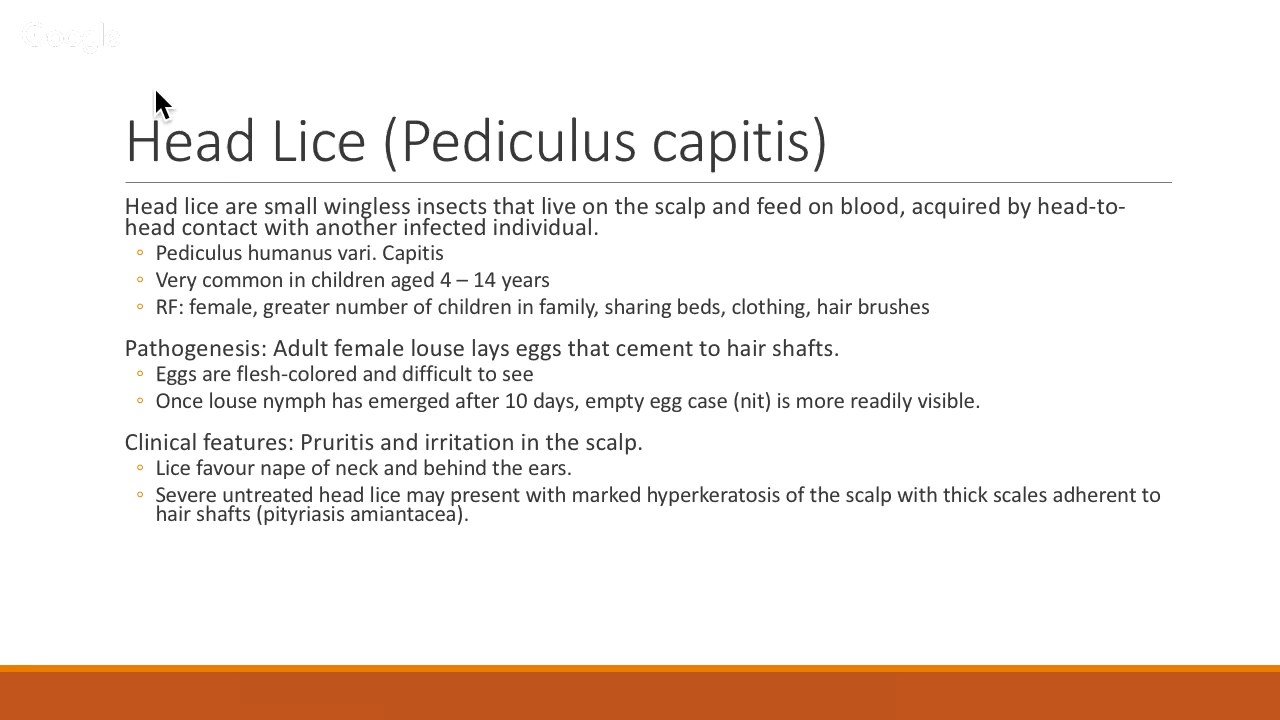 Google
Head Lice (Pediculus capitis)
Head lice are small wingless insects that live on the scalp and feed on blood, acquired by head-to-
head contact with another infected individual.
◦ Pediculus humanus vari. Capitis
◦ Very common in children aged 4 – 14 years
◦ RF: female, greater number of children in family, sharing beds, clothing, hair brushes
Pathogenesis: Adult female louse lays eggs that cement to hair shafts.
◦ Eggs are flesh-colored and difficult to see
◦ Once louse nymph has emerged after 10 days, empty egg case (nit) is more readily visible.
Clinical features: Pruritis and irritation in the scalp.
◦ Lice favour nape of neck and behind the ears.
◦ Severe untreated head lice may present with marked hyperkeratosis of the scalp with thick scales adherent to
hair shafts (pityriasis amiantacea).